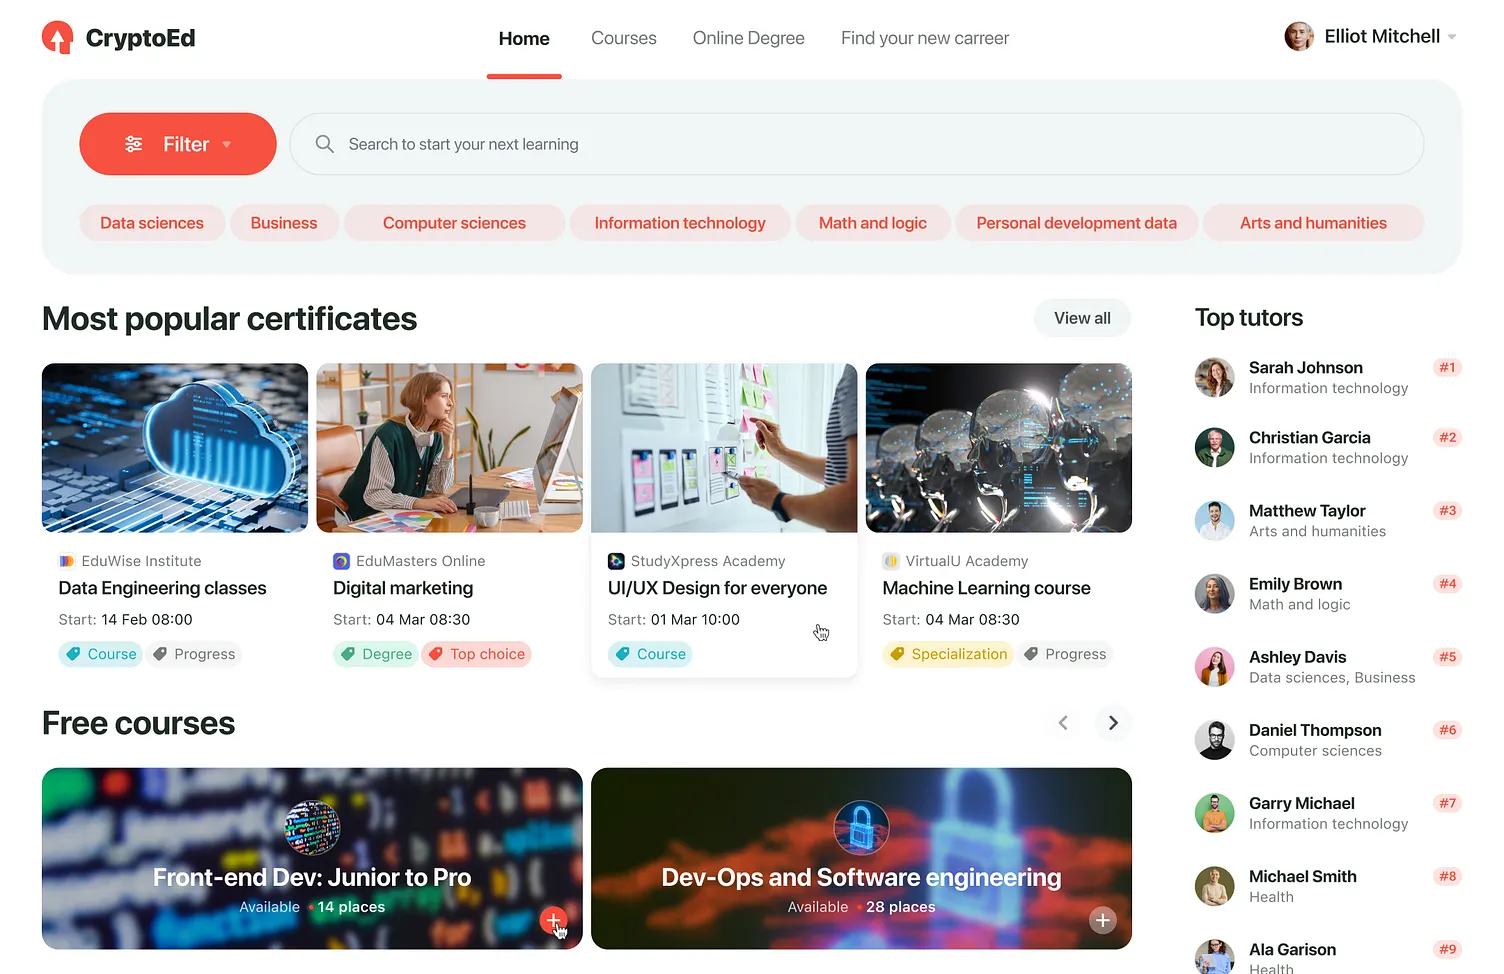 CryptoEd
Home
Courses
Online Degree
Find your new carreer
Elliot Mitchell
Filter
Search to start your next learning
Data sciences
Business
Computer sciences
Information technology
Math and logic
Personal development data
Arts and humanities
Most popular certificates
View all
EduWise Institute
Data Engineering classes
Start: 14 Feb 08:00
Course
Progress
EduMasters Online
Digital marketing
Start: 04 Mar 08:30
Degree
Top choice
StudyXpress Academy
UI/UX Design for everyone
Start: 01 Mar 10:00
Course
VirtualU Academy
Machine Learning course
Start: 04 Mar 08:30
Specialization
Progress
Free courses
Front-end Dev: Junior to Pro
Available • 14 places
Dev-Ops and Software engineering
Available • 28 places
Top tutors
Sarah Johnson
#1
Information technology
Christian Garcia
#2
Information technology
Matthew Taylor
#3
Arts and humanities
Emily Brown
#4
Math and logic
Ashley Davis
#5
Data sciences, Business
Daniel Thompson
#6
Computer sciences
Garry Michael
#7
Information technology
Michael Smith
#8
Health
Ala Garison
#9
Health